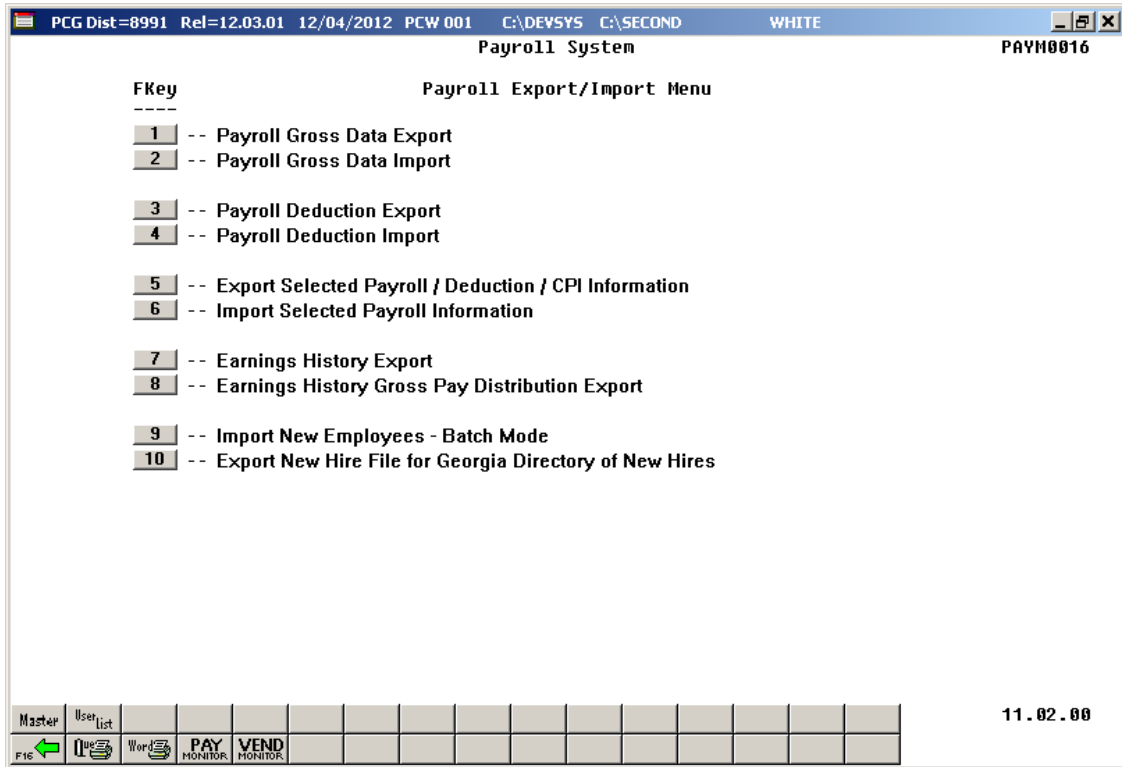 PCG Dist=8991 Rel=12.03.01 12/04/2012 PCW 001 C:\DEVSYS C:\SECOND WHITE
Payroll System PAYM0016
FKey Payroll Export/Import Menu
----
1 -- Payroll Gross Data Export
2 -- Payroll Gross Data Import
3 -- Payroll Deduction Export
4 -- Payroll Deduction Import
5 -- Export Selected Payroll / Deduction / CPI Information
6 -- Import Selected Payroll Information
7 -- Earnings History Export
8 -- Earnings History Gross Pay Distribution Export
9 -- Import New Employees - Batch Mode
10 -- Export New Hire File for Georgia Directory of New Hires
Master User List 11.02.00
F16 Que Word PAY MONITOR VEND MONITOR